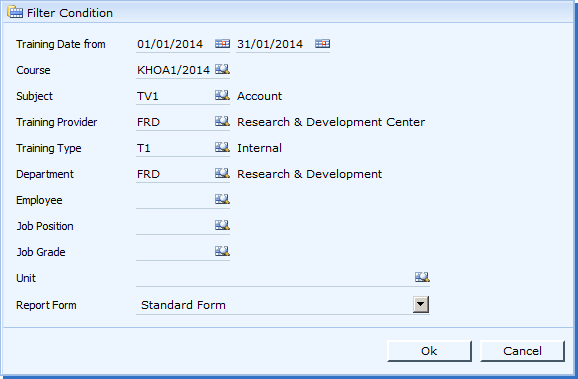 Filter Condition
Training Date from 01/01/2014 31/01/2014
Course KHOA1/2014
Subject TV1 Account
Training Provider FRD Research & Development Center
Training Type T1 Internal
Department FRD Research & Development
Employee
Job Position
Job Grade
Unit
Report Form Standard Form
Ok Cancel